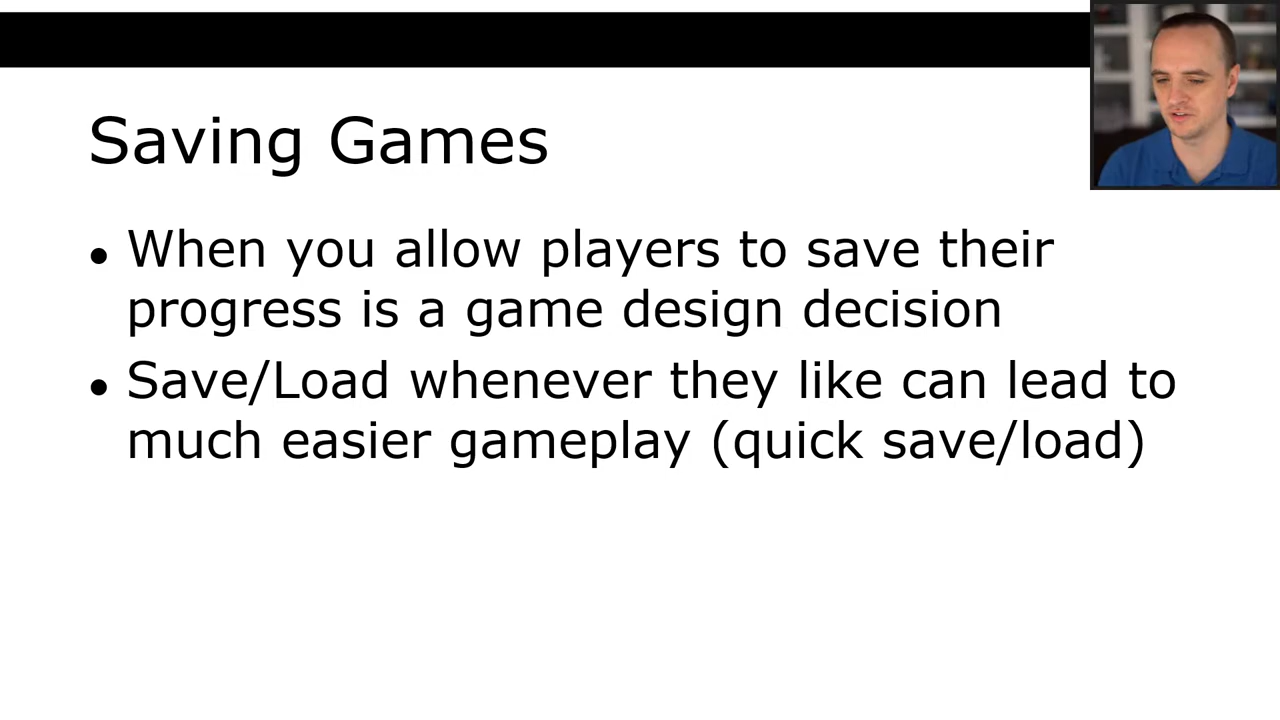 Saving Games
• When you allow players to save their
progress is a game design decision
• Save/Load whenever they like can lead to
much easier gameplay (quick save/load)